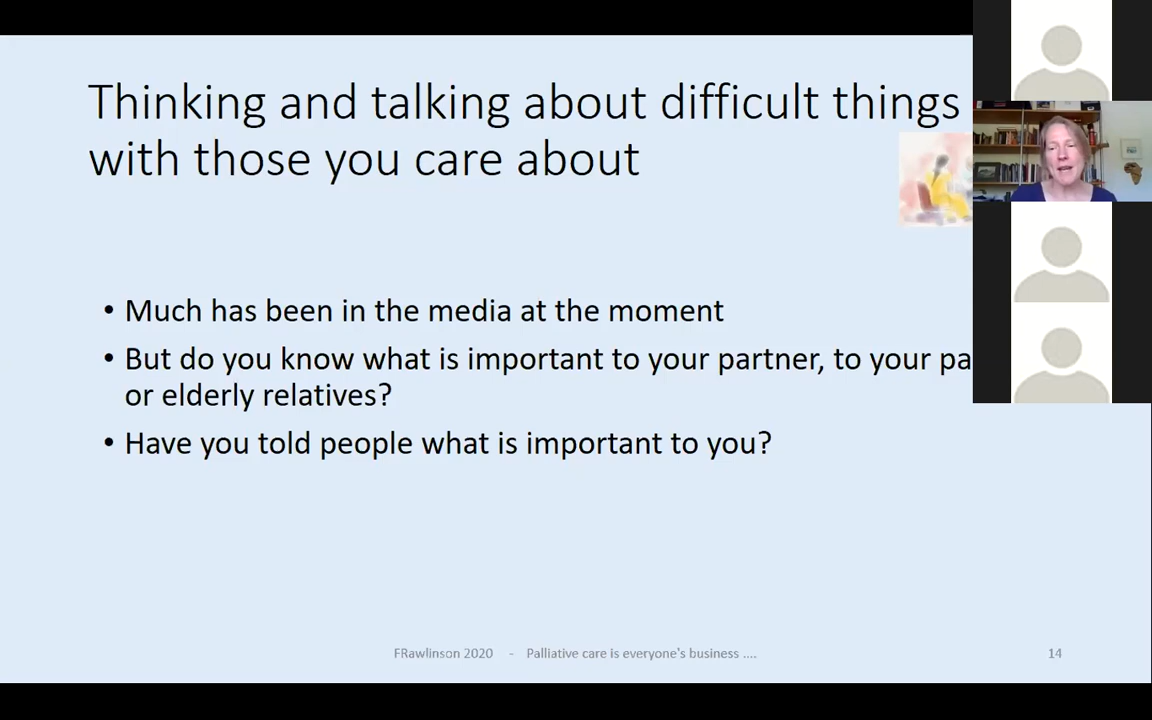 Thinking and talking about difficult things
with those you care about
• Much has been in the media at the moment
• But do you know what is important to your partner, to your pa
or elderly relatives?
• Have you told people what is important to you?
FRawlinson 2020 - Palliative care is everyone's business .... 14